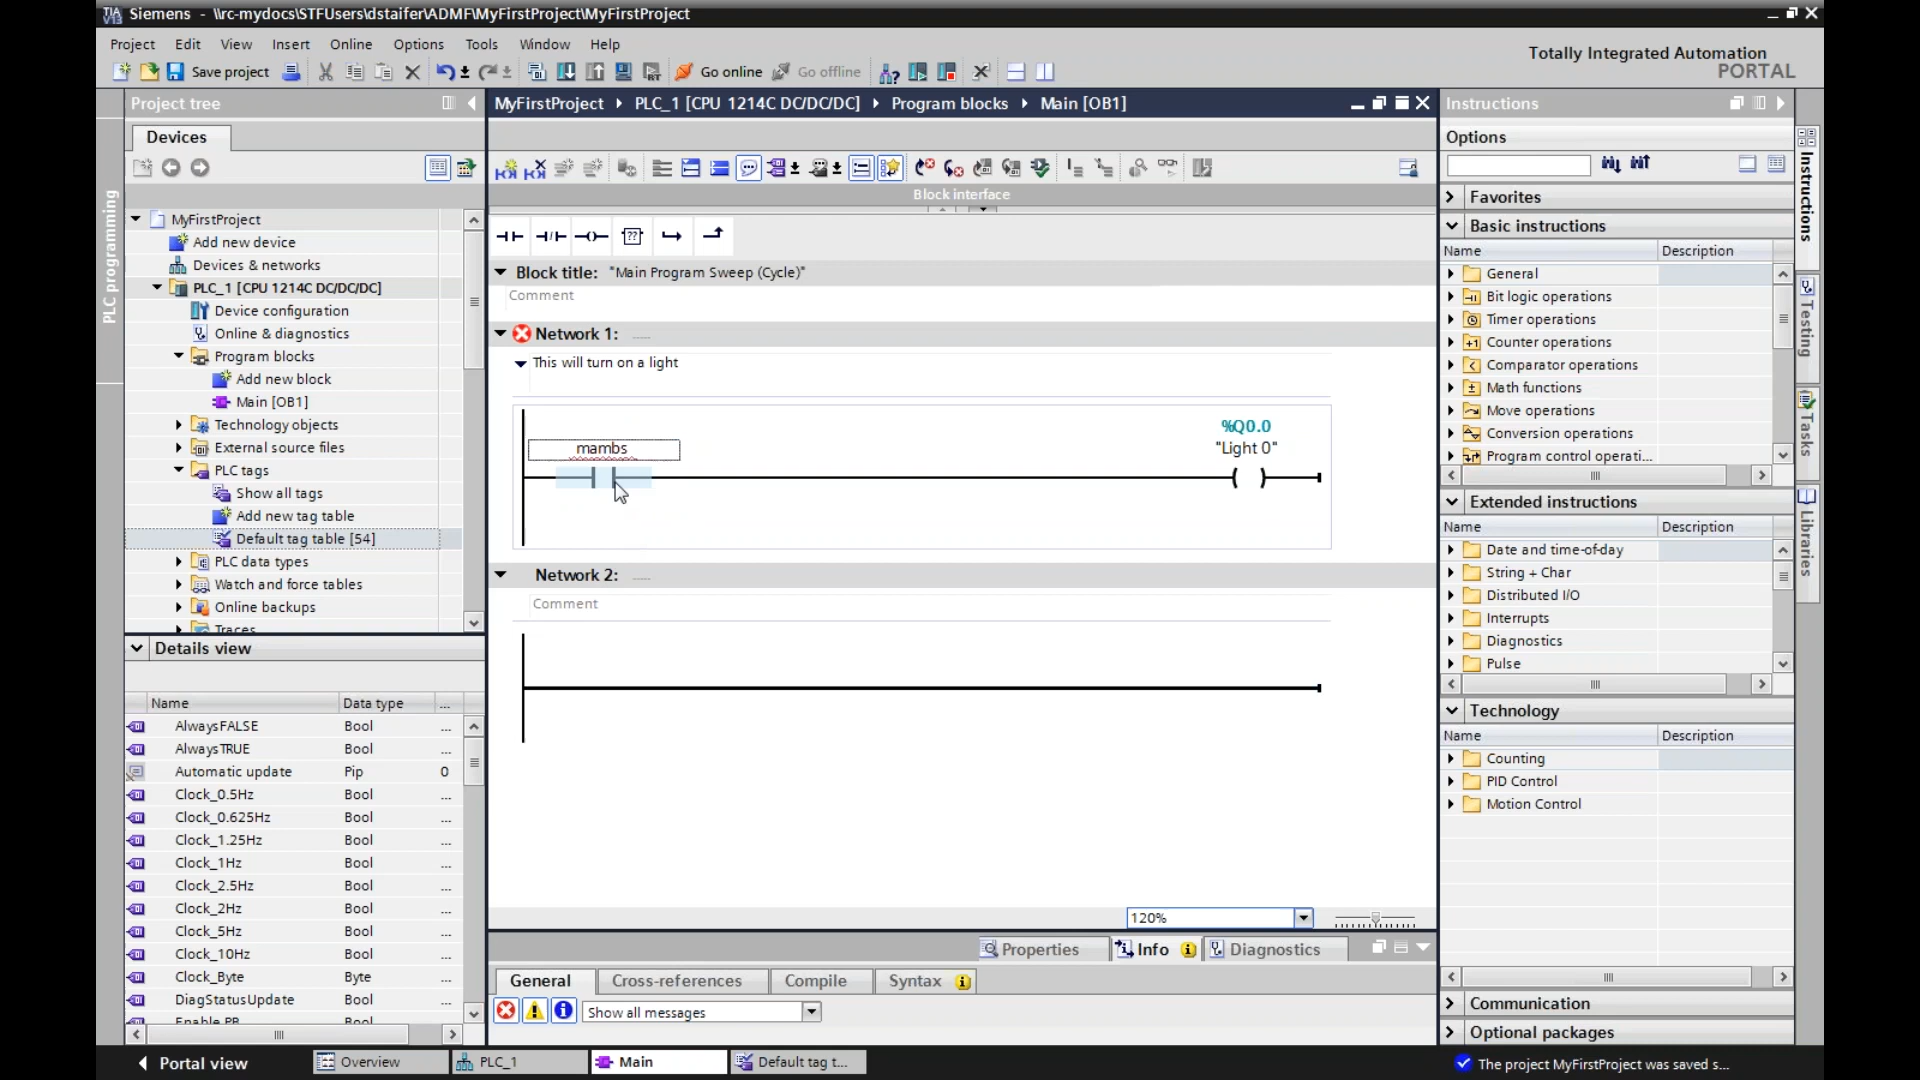 Siemens - \\rc-mydocs\STFUsers\dstaifer\ADMF\MyFirstProject\MyFirstProject
Project Edit View Insert Online Options Tools Window Help
Totally Integrated Automation
PORTAL
Save project
Go online
Go offline
Project tree
MyFirstProject PLC_1 [CPU 1214C DC/DC/DC] Program blocks Main [OB1]
Instructions
Devices
Options
PLC programming
Block interface
Favorites
MyFirstProject
Add new device
Devices & networks
PLC_1 [CPU 1214C DC/DC/DC]
Device configuration
Online & diagnostics
Program blocks
Add new block
Main [OB1]
Technology objects
External source files
PLC tags
Show all tags
Add new tag table
Default tag table [54]
PLC data types
Watch and force tables
Online backups
Traces
Details view
Name Data type ...
AlwaysFALSE Bool ...
AlwaysTRUE Bool ...
Automatic update Pip 0
Clock_0.5Hz Bool ...
Clock_0.625Hz Bool ...
Clock_1.25Hz Bool ...
Clock_1Hz Bool ...
Clock_2.5Hz Bool ...
Clock_2Hz Bool ...
Clock_5Hz Bool ...
Clock_10Hz Bool ...
Clock_Byte Byte ...
DiagStatusUpdate Bool ...
Enable PB Bool
??
Block title: "Main Program Sweep (Cycle)"
Comment
Network 1: .....
This will turn on a light
%Q0.0
"Light 0"
mambs
Network 2: .....
Comment
120%
Properties Info Diagnostics
General Cross-references Compile Syntax
Show all messages
Basic instructions
Name Description
General
Bit logic operations
Timer operations
Counter operations
Comparator operations
Math functions
Move operations
Conversion operations
Program control operati...
Extended instructions
Name Description
Date and time-of-day
String + Char
Distributed I/O
Interrupts
Diagnostics
Pulse
Technology
Name Description
Counting
PID Control
Motion Control
Communication
Optional packages
Instructions
Testing
Tasks
Libraries
Portal view Overview PLC_1 Main Default tag t...
The project MyFirstProject was saved s...